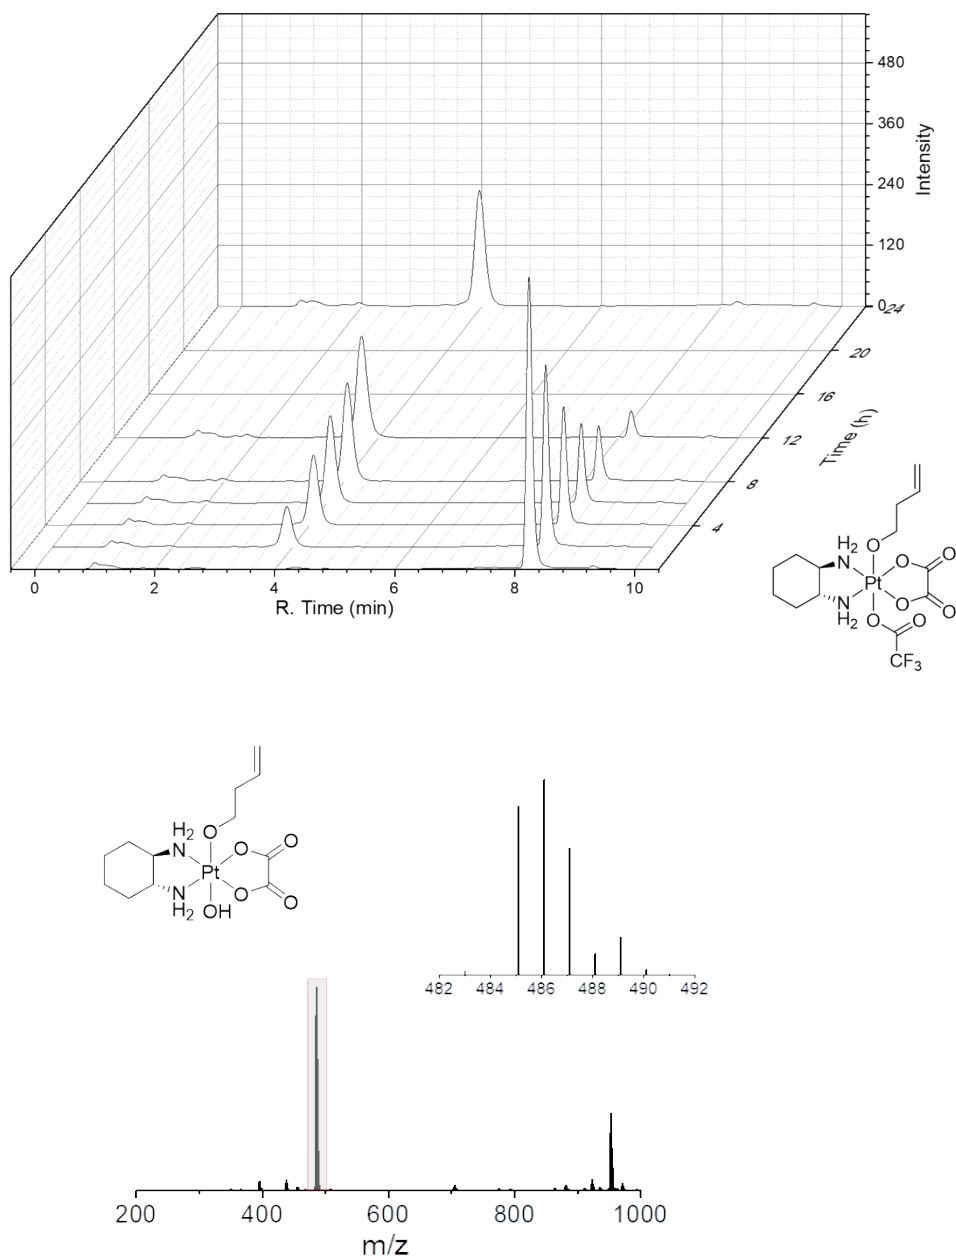 480
360
240
120
0
Intensity
24
20
16
12
8
4
Time (h)
0 2 4 6 8 10
R. Time (min)
H2
N
O
O
O
Pt
N
H2
O
O
O
O
CF3
H2
N
O
O
O
Pt
N
H2
O
O
OH
482 484 486 488 490 492
200 400 600 800 1000
m/z